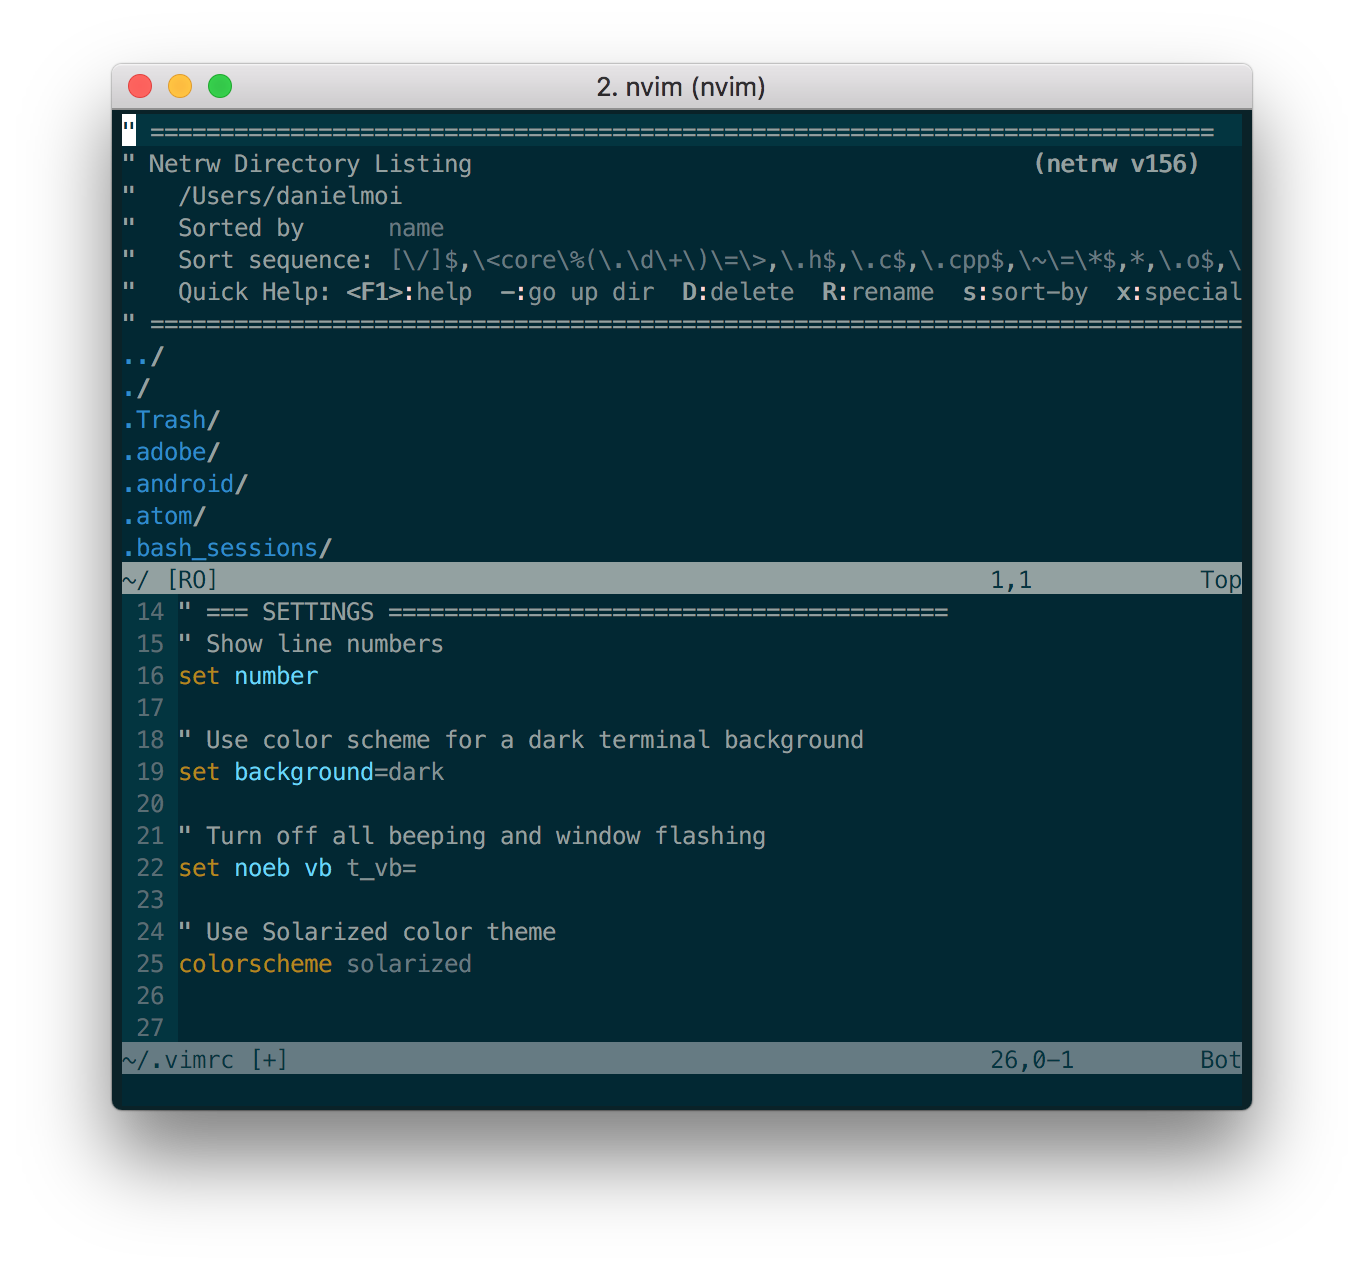 2. nvim (nvim)
" ============================================================================
" Netrw Directory Listing                                        (netrw v156)
"   /Users/danielmoi
"   Sorted by      name
"   Sort sequence: [\/]$,\<core\%(\.\d\+\)\=\>,\.h$,\.c$,\.cpp$,\~\=\*$,*,\.o$,\
"   Quick Help: <F1>:help  -:go up dir  D:delete  R:rename  s:sort-by  x:special
" ==============================================================================
../
./
.Trash/
.adobe/
.android/
.atom/
.bash_sessions/
~/ [RO]                                                       1,1            Top
14 " === SETTINGS ========================================
15 " Show line numbers
16 set number
17
18 " Use color scheme for a dark terminal background
19 set background=dark
20
21 " Turn off all beeping and window flashing
22 set noeb vb t_vb=
23
24 " Use Solarized color theme
25 colorscheme solarized
26
27
~/.vimrc [+]                                                  26,0-1         Bot